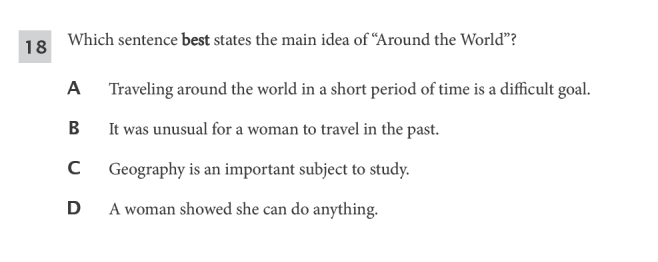 18 Which sentence best states the main idea of “Around the World”?
A Traveling around the world in a short period of time is a difficult goal.
B It was unusual for a woman to travel in the past.
C Geography is an important subject to study.
D A woman showed she can do anything.